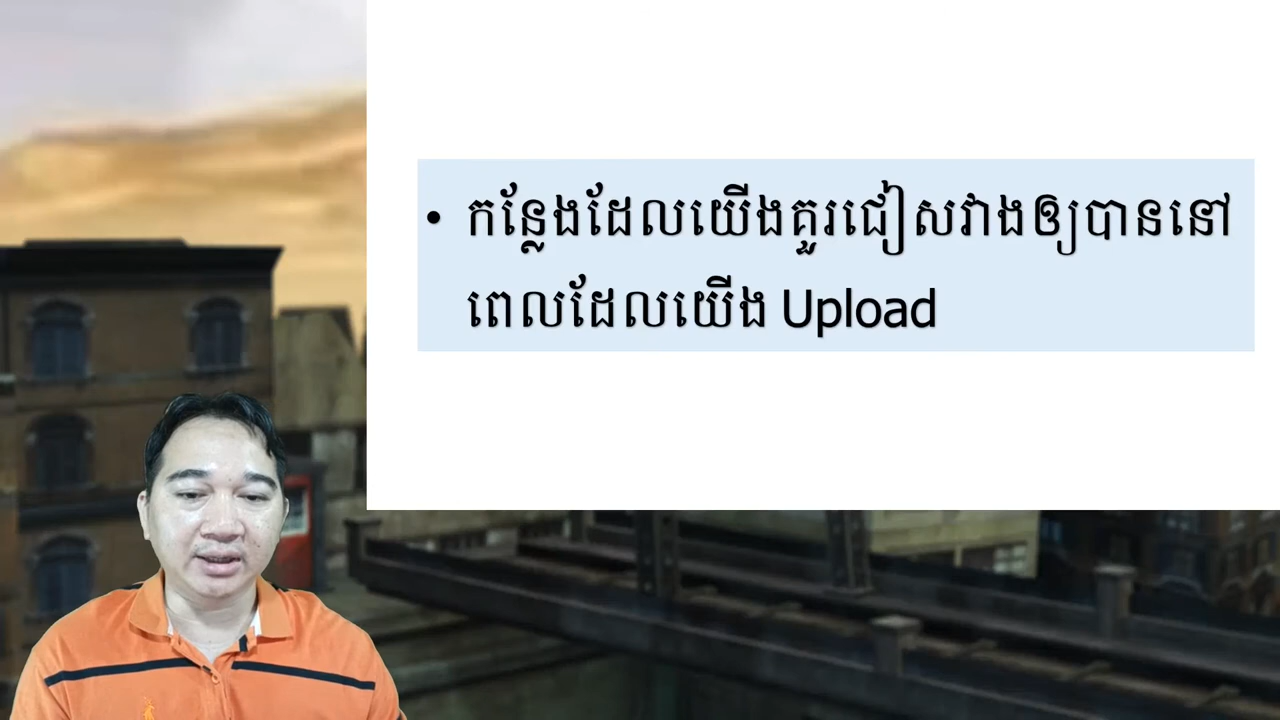 • កន្លែងដែលយើងគួរជៀសវាងឲ្យបាននៅ
ពេលដែលយើង Upload